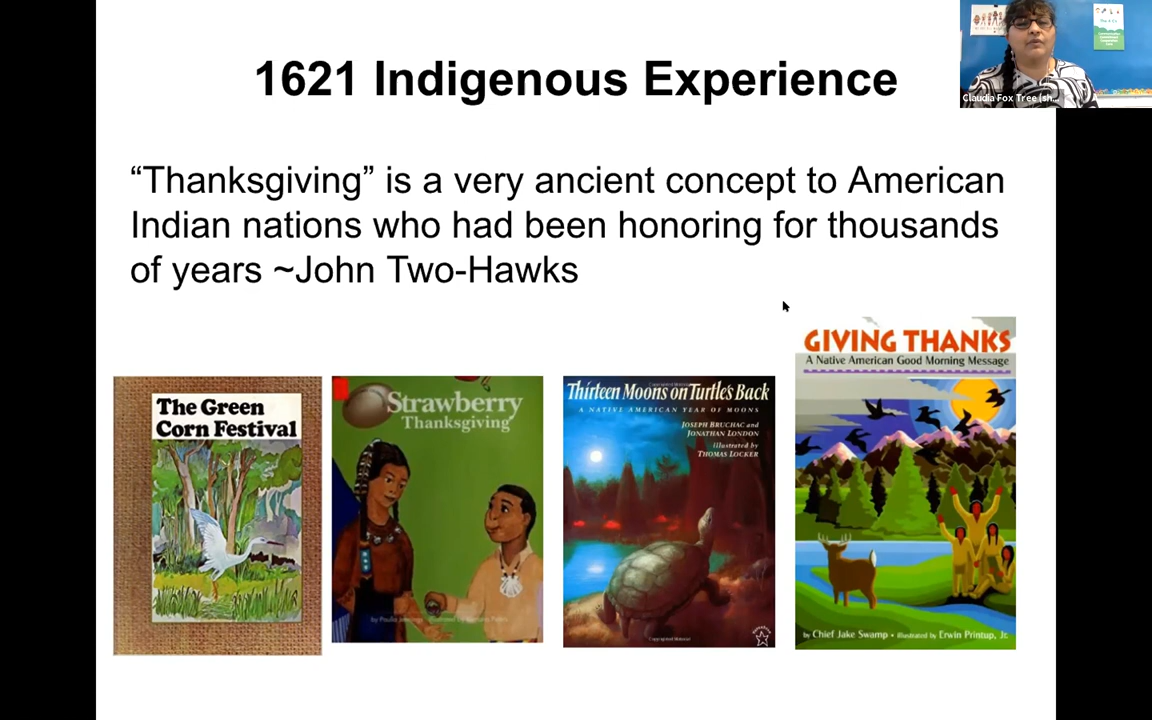 1621 Indigenous Experience
Claudia Fox Tree (sh...
“Thanksgiving” is a very ancient concept to American
Indian nations who had been honoring for thousands
of years ~John Two-Hawks
The Green
Corn Festival
Strawberry
Thanksgiving
Thirteen Moons on Turtle's Back
A NATIVE AMERICAN YEAR OF MOONS
JOSEPH BRUCHAC and
JONATHAN LONDON
illustrated by
THOMAS LOCKER
Copyrighted Material
GIVING THANKS
A Native American Good Morning Message
by Chief Jake Swamp • illustrated by Erwin Printup, Jr.